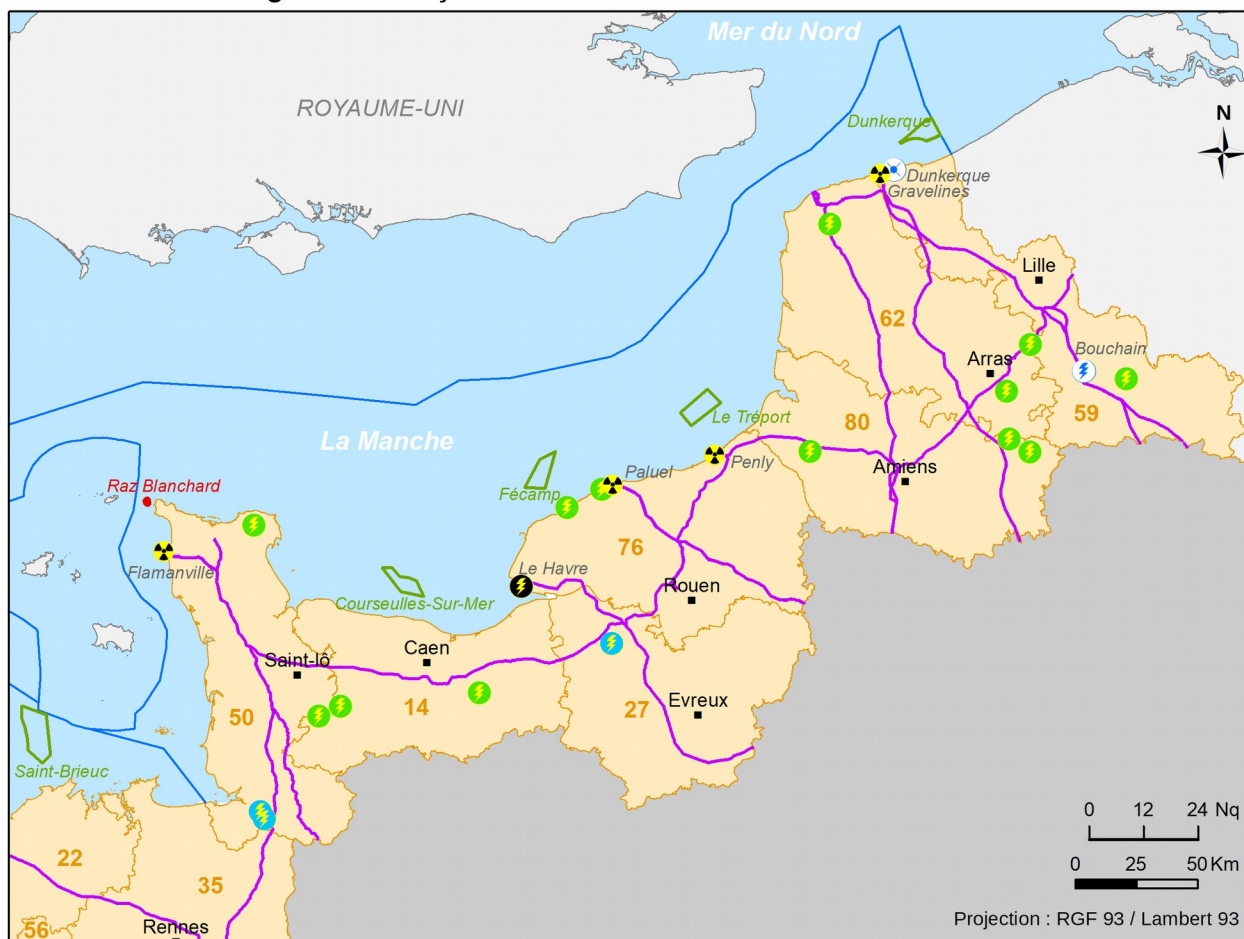 Mer du Nord
ROYAUME-UNI
N
Dunkerque
Dunkerque
Gravelines
Lille
62
Bouchain
Arras
80
59
Le Tréport
La Manche
Amiens
Penly
Paluel
Raz Blanchard
Fécamp
76
Flamanville
Le Havre
Rouen
Courseulles-Sur-Mer
Caen
Saint-lô
50
14
27
Evreux
Saint-Brieuc
0 12 24 Nq
22
35
0 25 50 Km
56
Rennes
Projection : RGF 93 / Lambert 93